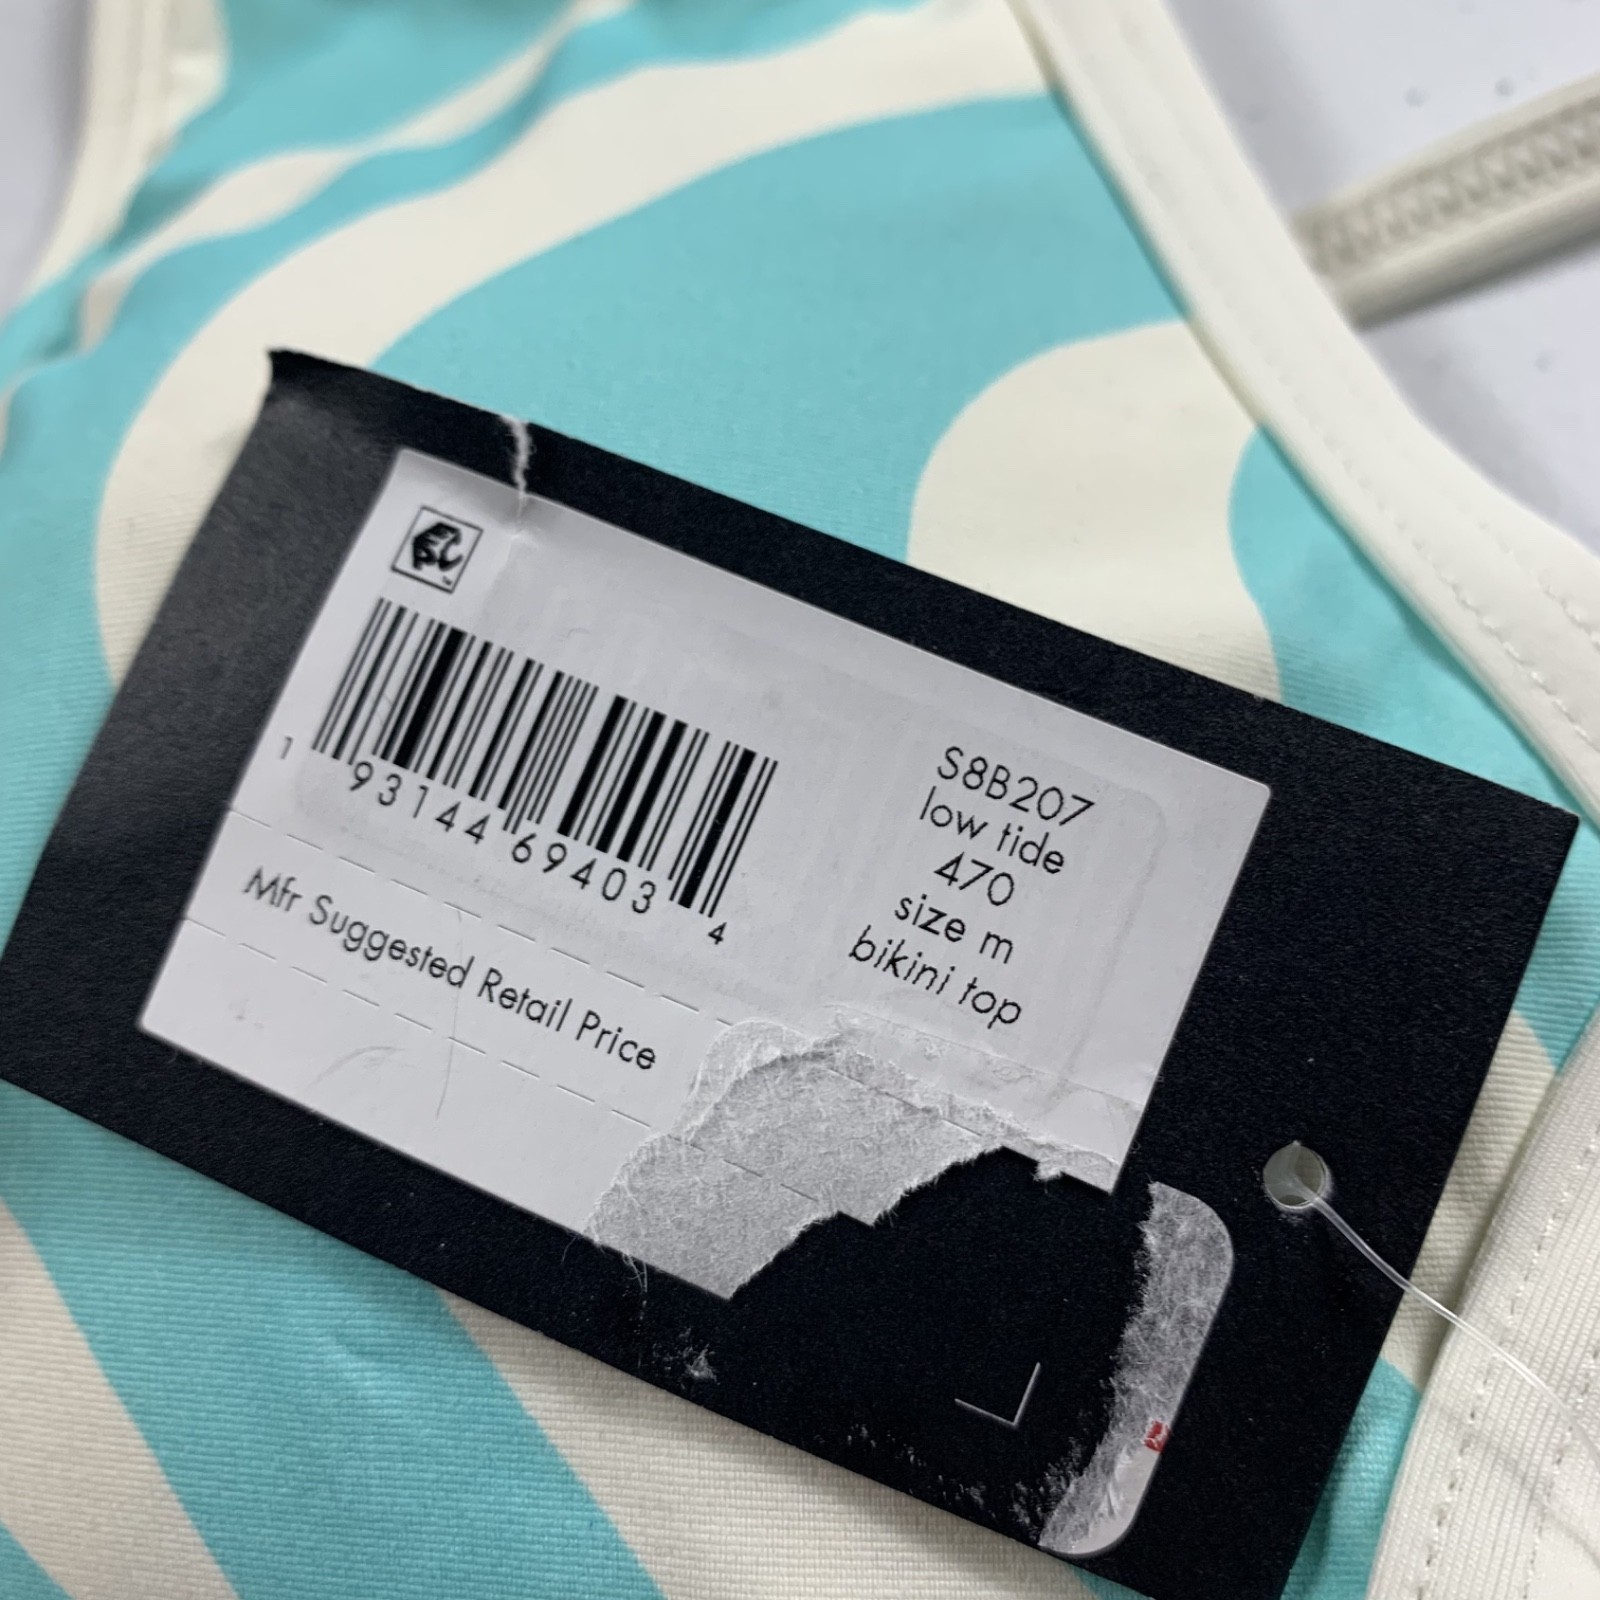 1 93144 69403 4
S8B207
low tide
470
size m
bikini top
Mfr Suggested Retail Price